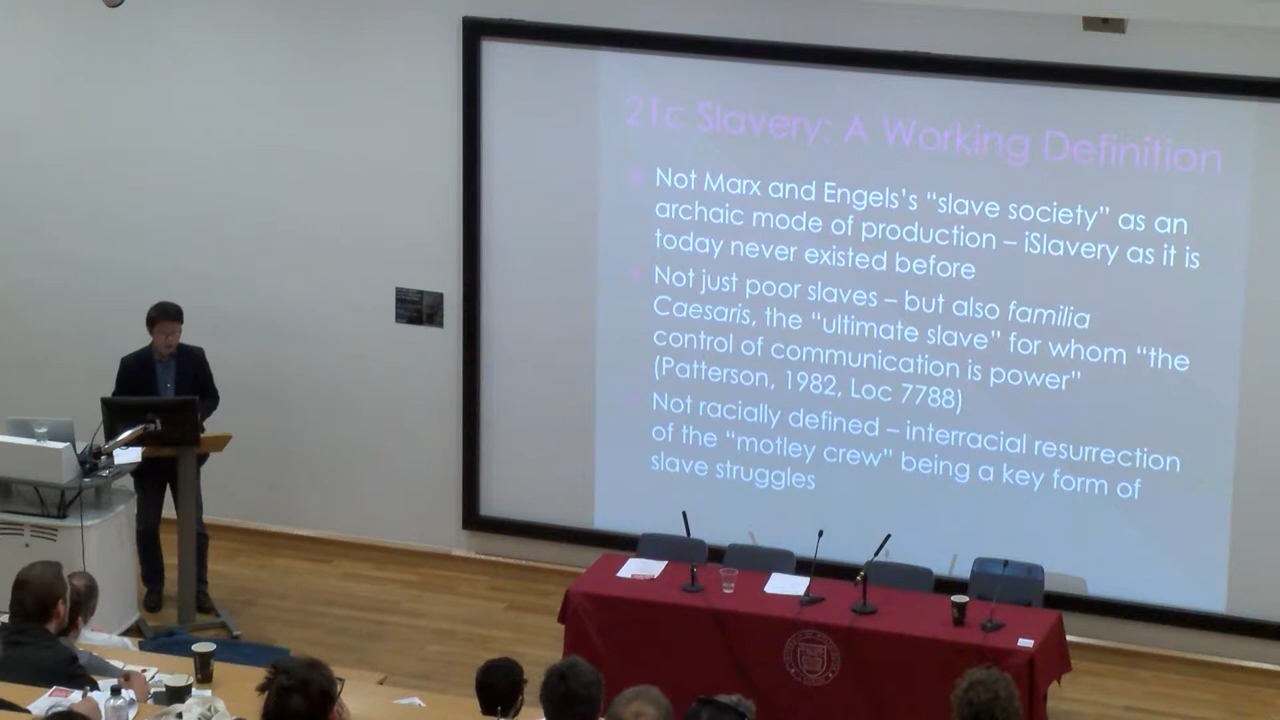 21c Slavery: A Working Definition
Not Marx and Engels's “slave society” as an
archaic mode of production – iSlavery as it is
today never existed before
Not just poor slaves – but also familia
Caesaris, the “ultimate slave” for whom “the
control of communication is power”
(Patterson, 1982, Loc 7788)
Not racially defined – interracial resurrection
of the “motley crew” being a key form of
slave struggles